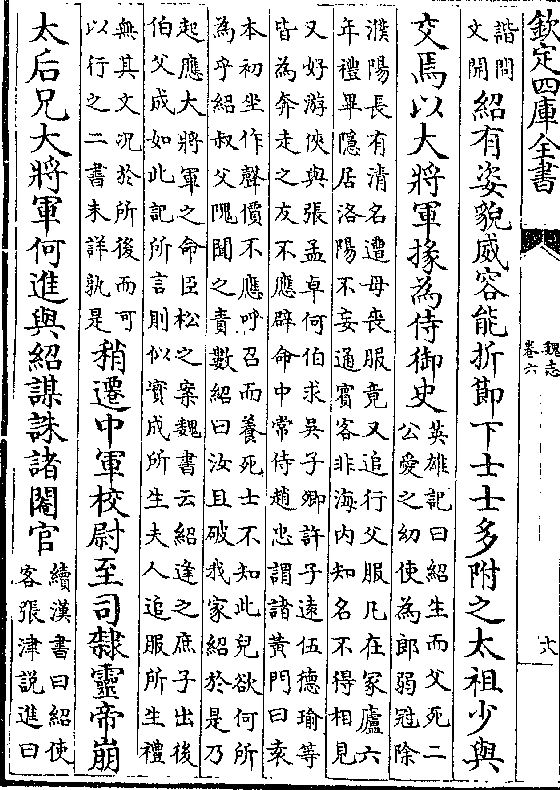 欽定四庫全書
魏志
卷六
諧問
文開
紹有姿貌威容能折節下士士多附之太祖少與
交焉以大將軍掾為侍御史
英雄記曰紹生而父死二
公愛之幼使為郎弱冠除
濮陽長有清名遭母喪服竟又追行父服凡在冢廬六
年禮畢隱居洛陽不妄通賓客非海内知名不得相見
又好游俠與張孟卓何伯求吳子卿許子遠伍德瑜等
皆為奔走之友不應辟命中常侍趙忠謂諸黃門曰袁
本初坐作聲價不應呼召而養死士不知此兒欲何所
為乎紹叔父隗聞之責數紹曰汝且破我家紹於是乃
起應大將軍之命臣松之案魏書云紹逢之庶子出後
伯父成如此記所言則似實成所生夫人追服所生禮
無其文況於所後而可
以行之二書未詳孰是
稍遷中軍校尉至司隸靈帝崩
太后兄大將軍何進與紹謀誅諸閹官
續漢書曰紹使
客張津說進曰